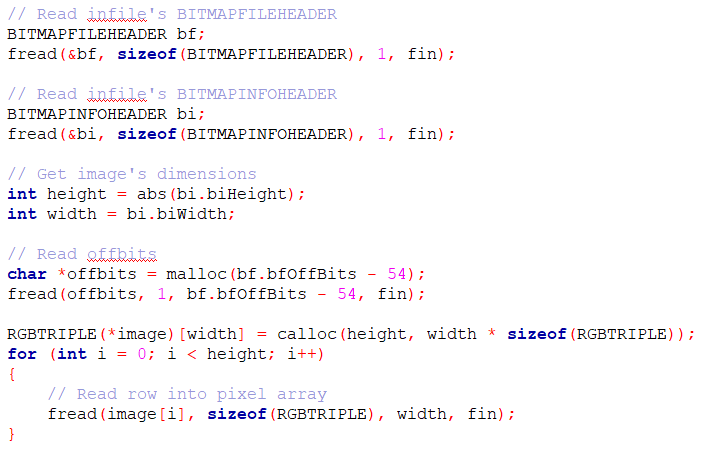 // Read infile's BITMAPFILEHEADER
BITMAPFILEHEADER bf;
fread(&bf, sizeof(BITMAPFILEHEADER), 1, fin);

// Read infile's BITMAPINFOHEADER
BITMAPINFOHEADER bi;
fread(&bi, sizeof(BITMAPINFOHEADER), 1, fin);

// Get image's dimensions
int height = abs(bi.biHeight);
int width = bi.biWidth;

// Read offbits
char *offbits = malloc(bf.bfOffBits - 54);
fread(offbits, 1, bf.bfOffBits - 54, fin);

RGBTRIPLE(*image)[width] = calloc(height, width * sizeof(RGBTRIPLE));
for (int i = 0; i < height; i++)
{
    // Read row into pixel array
    fread(image[i], sizeof(RGBTRIPLE), width, fin);
}